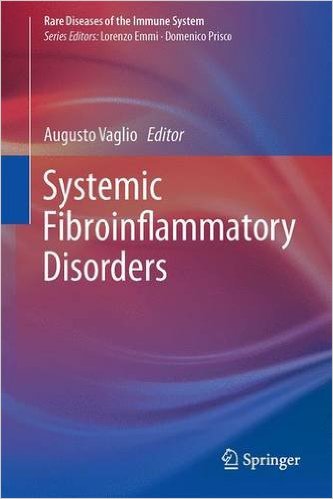 Rare Diseases of the Immune System
Series Editors: Lorenzo Emmi · Domenico Prisco
Augusto Vaglio Editor
Systemic
Fibroinflammatory
Disorders
Springer